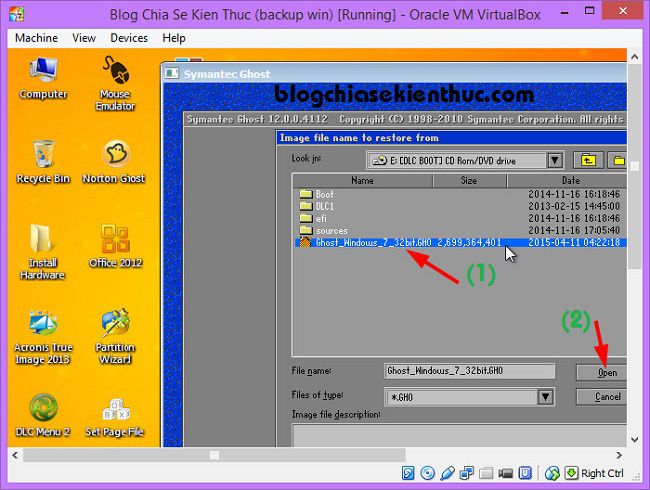 Blog Chia Se Kien Thuc (backup win) [Running] - Oracle VM VirtualBox
Machine View Devices Help
Computer
Mouse Emulator
Recycle Bin
Norton Ghost
Install Hardware
Office 2012
Acronis True Image 2013
Partition Wizard
DLC Menu 2
Set Page File
Symantec Ghost
blogchiasekienthuc.com
Symantec Ghost 12.0.0.4112 Copyright (C) 1998-2010 Symantec Corporation. All rights
Image file name to restore from
Look in: E: [DLC BOOT] CD Rom/DVD drive
Name Size Date
Boot 2014-11-16 16:18:46
DLC1 2013-02-15 14:45:00
efi 2014-11-16 16:18:46
sources 2014-11-16 17:05:40
Ghost_Windows_7_32bit.GHO 2,699,364,401 2015-04-11 04:22:18
(1)
(2)
File name: Ghost_Windows_7_32bit.GHO Open
Files of type: *.GHO Cancel
Image file description:
Right Ctrl